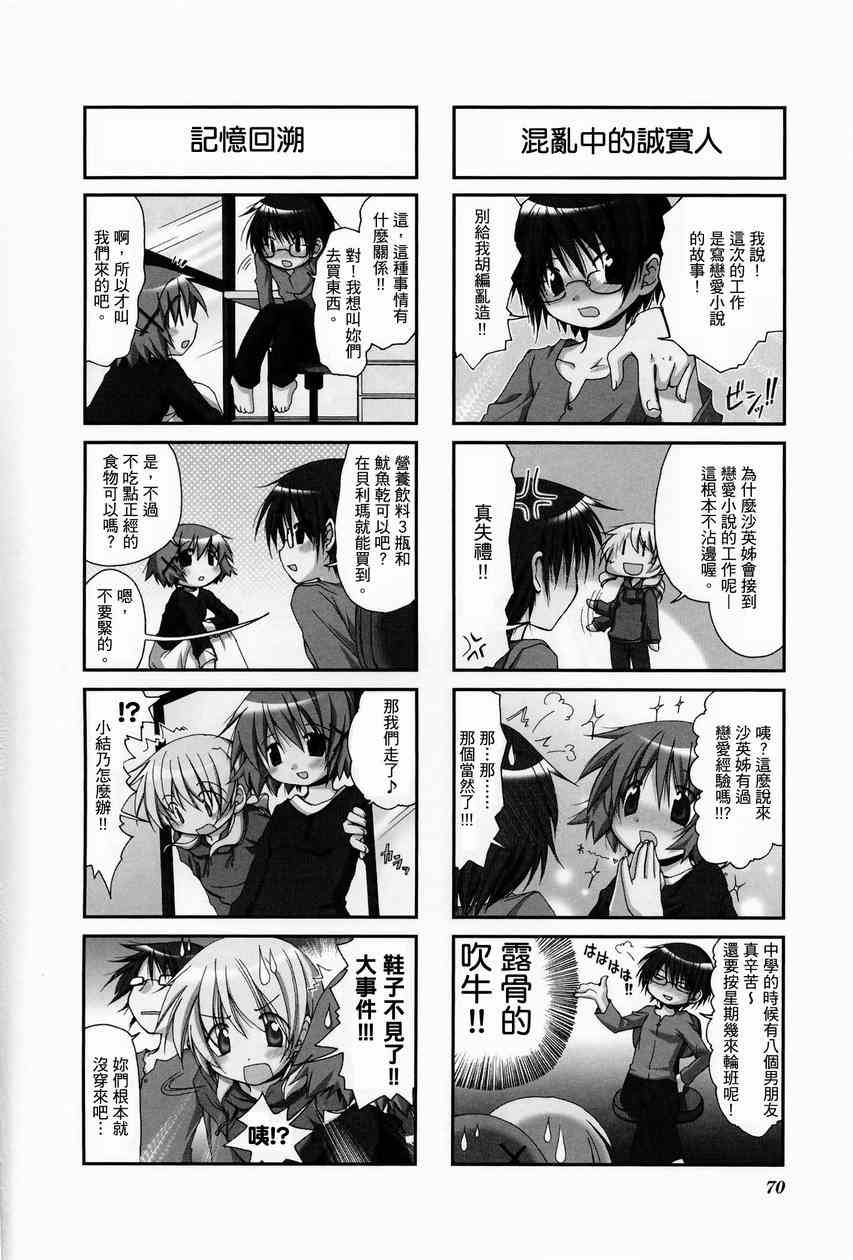 混亂中的誠實人
我說！
這次的工作
是寫戀愛小說
的故事！
別給我胡編亂造!!
ビシッ!!
為什麼沙英姊會接到
戀愛小說的工作呢—
這根本不沾邊喔。
真失禮!!
咦？這麼說來
沙英姊有過
戀愛經驗嗎!?
那…那……
那個當然了!!!
中學的時候有八個男朋友
真辛苦～
還要按星期幾來輪班呢！
はははは!!
露骨的
吹牛!!
記憶回溯
這，這種事情有
什麼關係!!
對！我想叫妳們
去買東西。
啊，所以才叫
我們來的吧。
營養飲料3瓶和
魷魚乾可以吧？
在貝利瑪就能買到。
是，不過
不吃點正經的
食物可以嗎？
嗯，
不要緊的。
那我們走了♪
カラッ
!?
小結乃怎麼辦!!
鞋子不見了!!
大事件!!!
咦!?
妳們根本就
沒穿來吧…
70